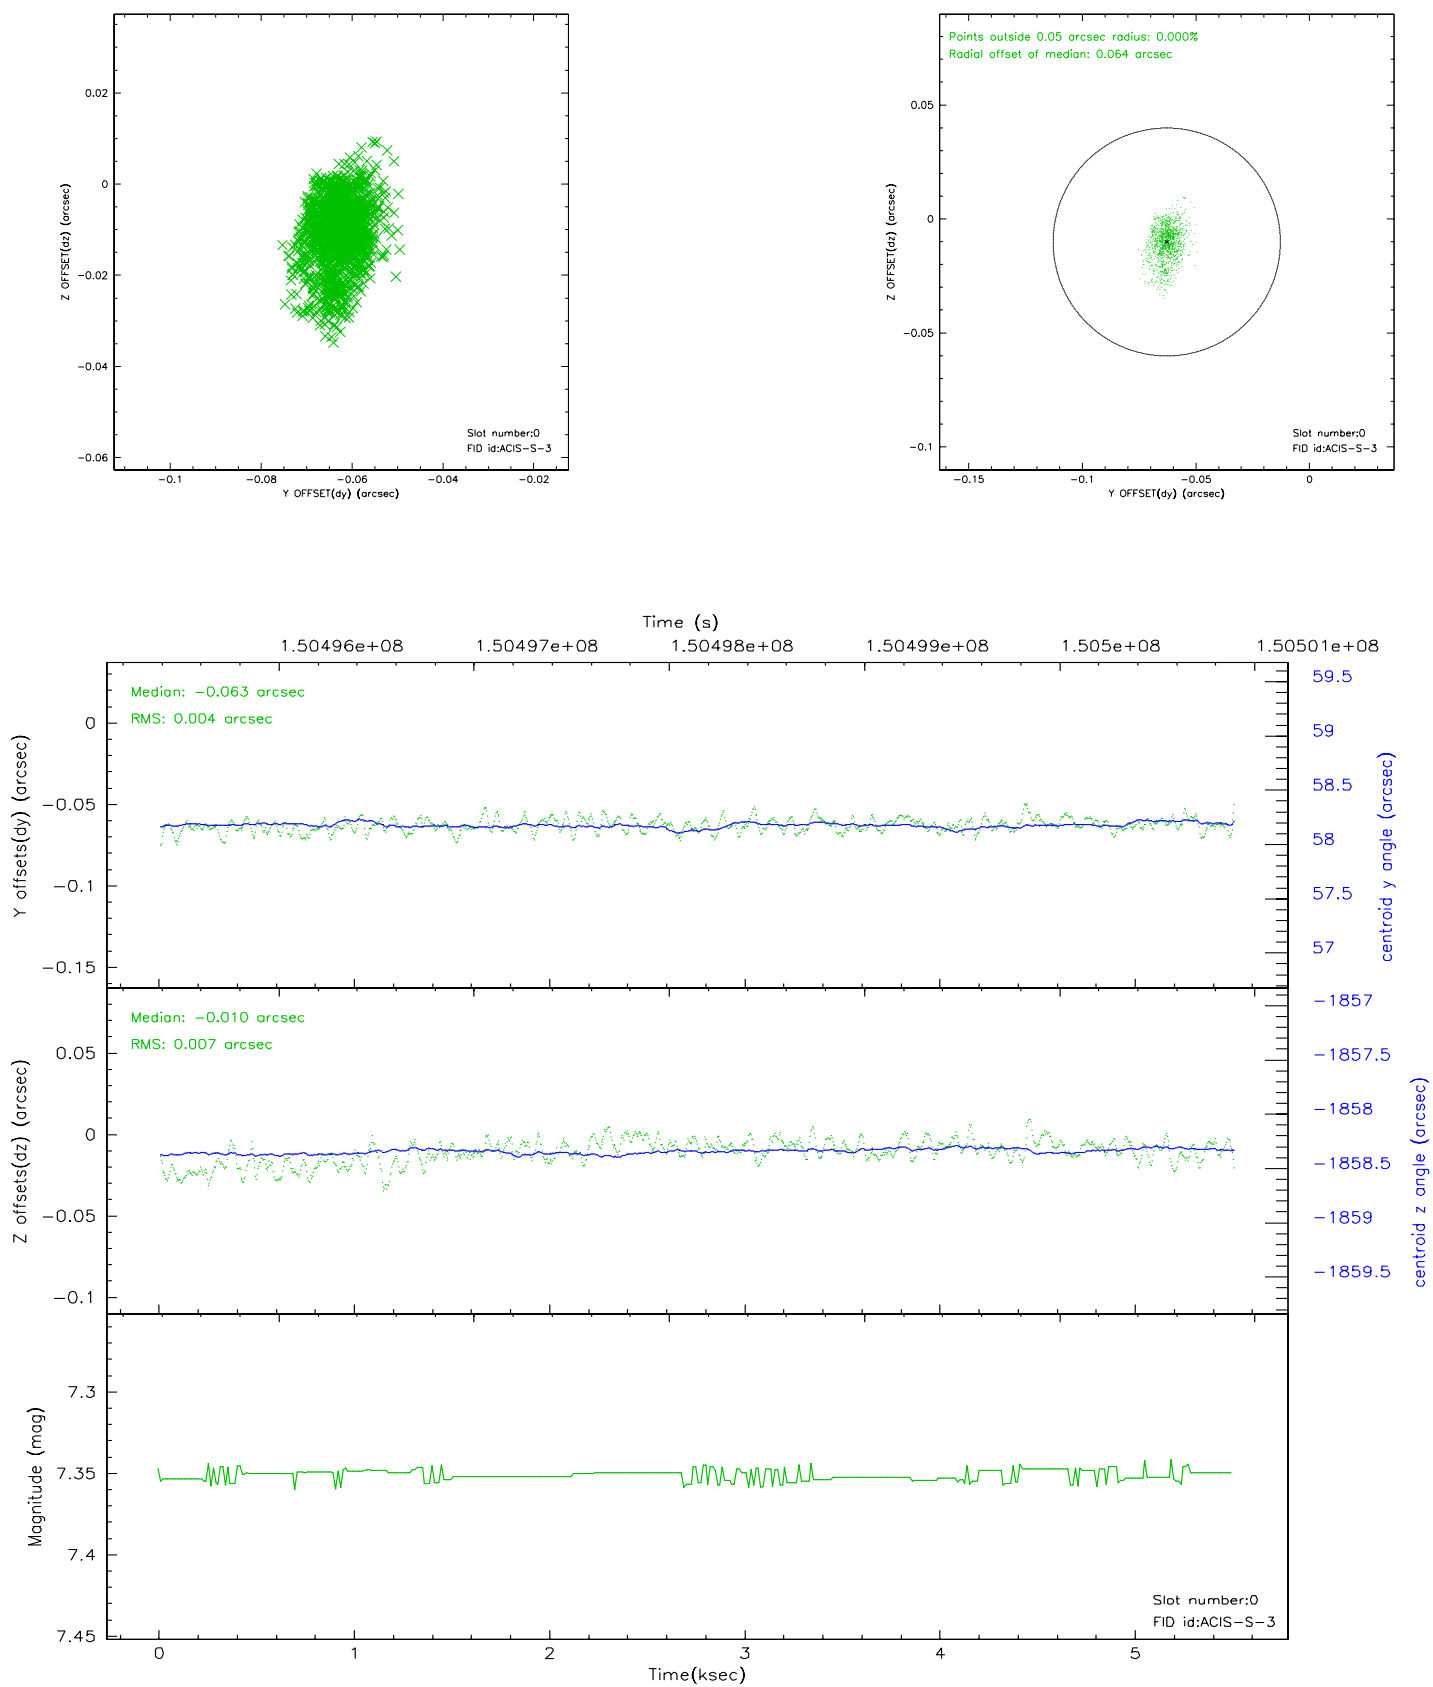 0.02
0
-0.02
-0.04
-0.06
Z OFFSET(dz) (arcsec)
Slot number:0
FID id:ACIS-S-3
-0.1
-0.08
-0.06
-0.04
-0.02
Y OFFSET(dy) (arcsec)
Points outside 0.05 arcsec radius: 0.000%
Radial offset of median: 0.064 arcsec
0.05
0
-0.05
-0.1
Z OFFSET(dz) (arcsec)
Slot number:0
FID id:ACIS-S-3
-0.15
-0.1
-0.05
0
Y OFFSET(dy) (arcsec)
Time (s)
1.50496e+08
1.50497e+08
1.50498e+08
1.50499e+08
1.505e+08
1.50501e+08
Median: -0.063 arcsec
RMS: 0.004 arcsec
0
-0.05
-0.1
-0.15
Y offsets(dy) (arcsec)
59.5
59
58.5
58
57.5
57
centroid y angle (arcsec)
Median: -0.010 arcsec
RMS: 0.007 arcsec
0.05
0
-0.05
-0.1
Z offsets(dz) (arcsec)
-1857
-1857.5
-1858
-1858.5
-1859
-1859.5
centroid z angle (arcsec)
7.3
7.35
7.4
7.45
Magnitude (mag)
Slot number:0
FID id:ACIS-S-3
0
1
2
3
4
5
Time(ksec)